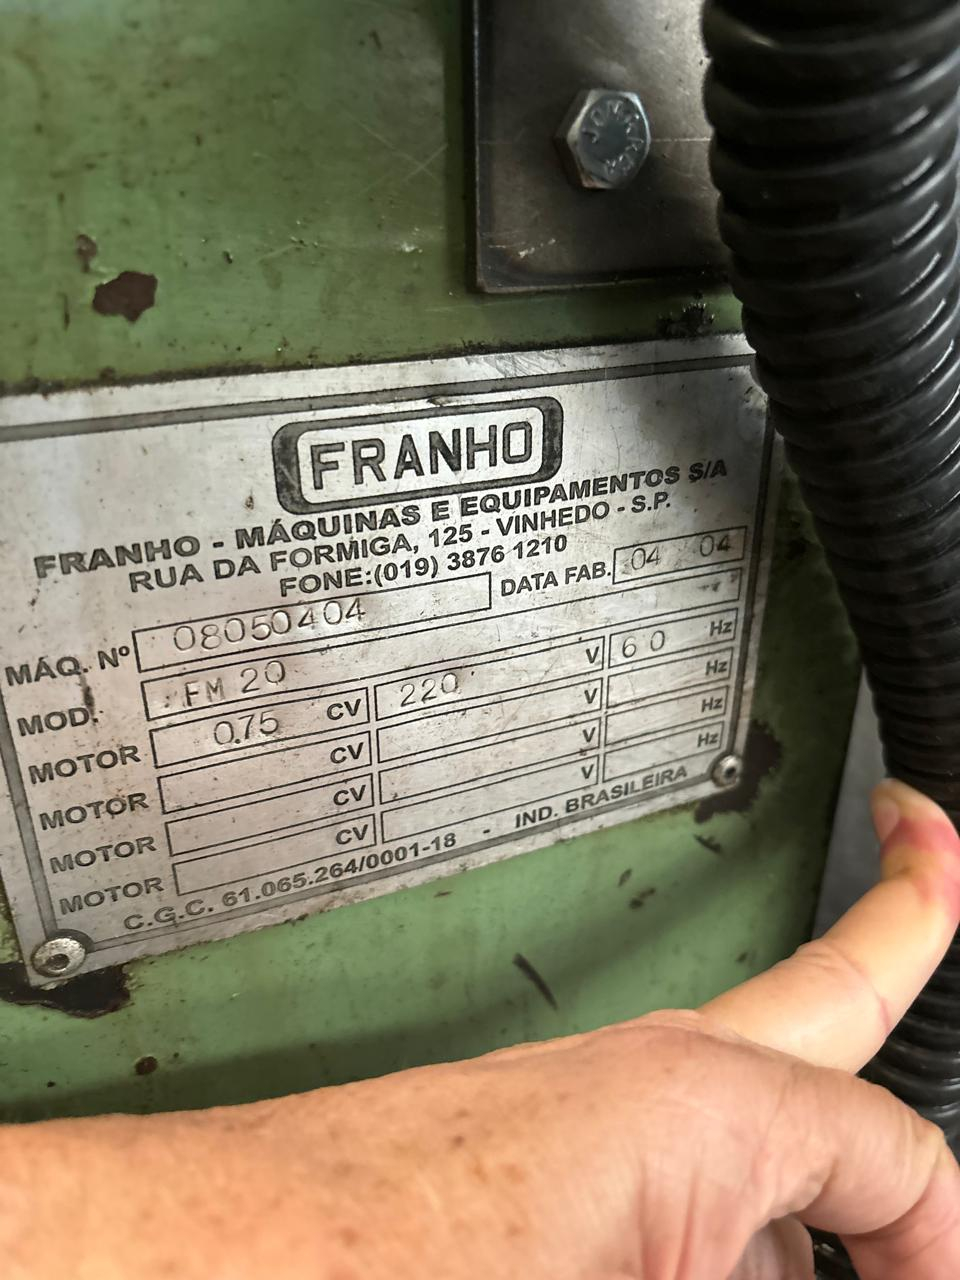 FRANHO
FRANHO - MÁQUINAS E EQUIPAMENTOS S/A
RUA DA FORMIGA, 125 - VINHEDO - S.P.
FONE:(019) 3876 1210
DATA FAB. 04 04
MÁQ. Nº 08050404
MOD. FM 20
MOTOR 0.75 CV 220 V 60 Hz
MOTOR CV V Hz
MOTOR CV V Hz
MOTOR CV V Hz
C.G.C. 61.065.264/0001-18 - IND. BRASILEIRA